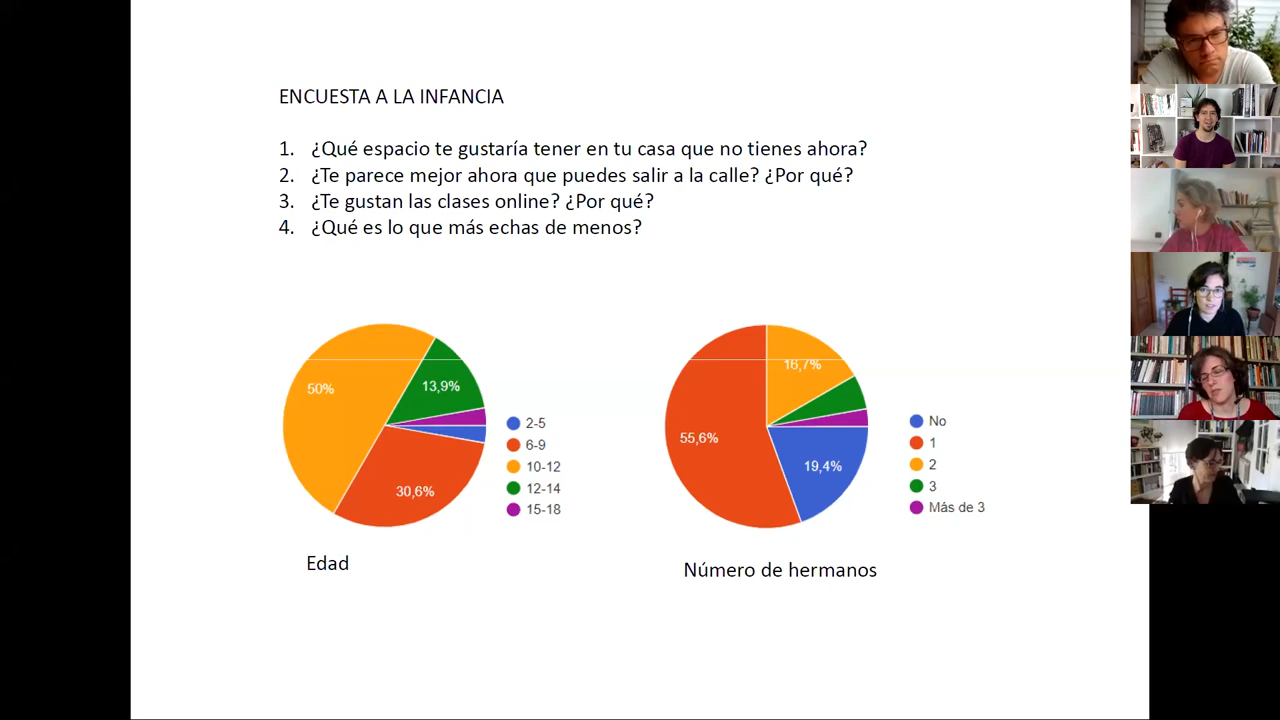 ENCUESTA A LA INFANCIA
1. ¿Qué espacio te gustaría tener en tu casa que no tienes ahora?
2. ¿Te parece mejor ahora que puedes salir a la calle? ¿Por qué?
3. ¿Te gustan las clases online? ¿Por qué?
4. ¿Qué es lo que más echas de menos?
50%
13,9%
30,6%
2-5
6-9
10-12
12-14
15-18
Edad
16,7%
55,6%
19,4%
No
1
2
3
Más de 3
Número de hermanos